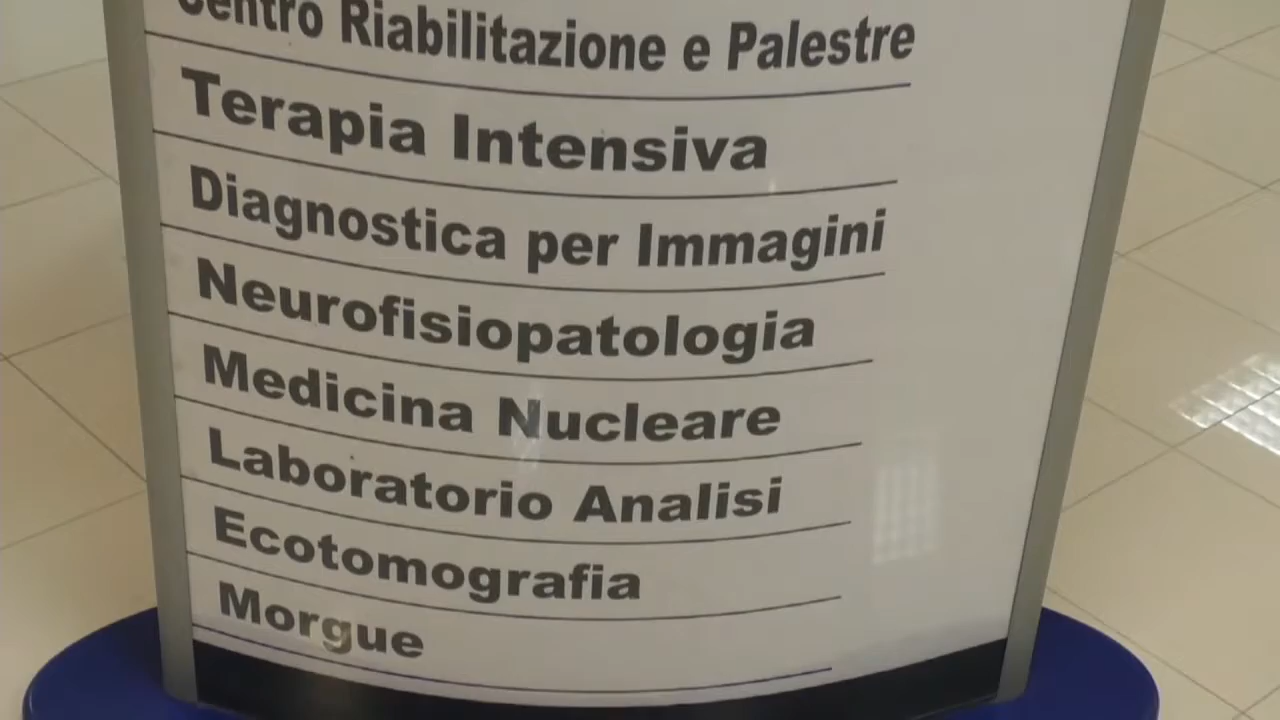 Centro Riabilitazione e Palestre
Terapia Intensiva
Diagnostica per Immagini
Neurofisiopatologia
Medicina Nucleare
Laboratorio Analisi
Ecotomografia
Morgue